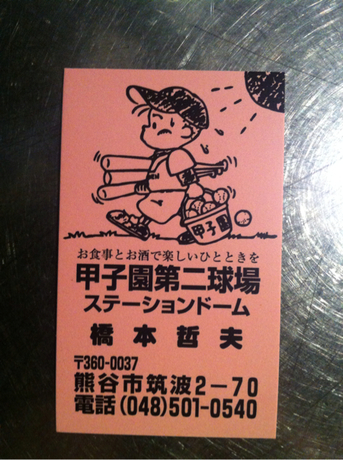 甲子園
お食事とお酒で楽しいひとときを
甲子園第二球場
ステーションドーム
橋本哲夫
〒360-0037
熊谷市筑波2-70
電話(048)501-0540